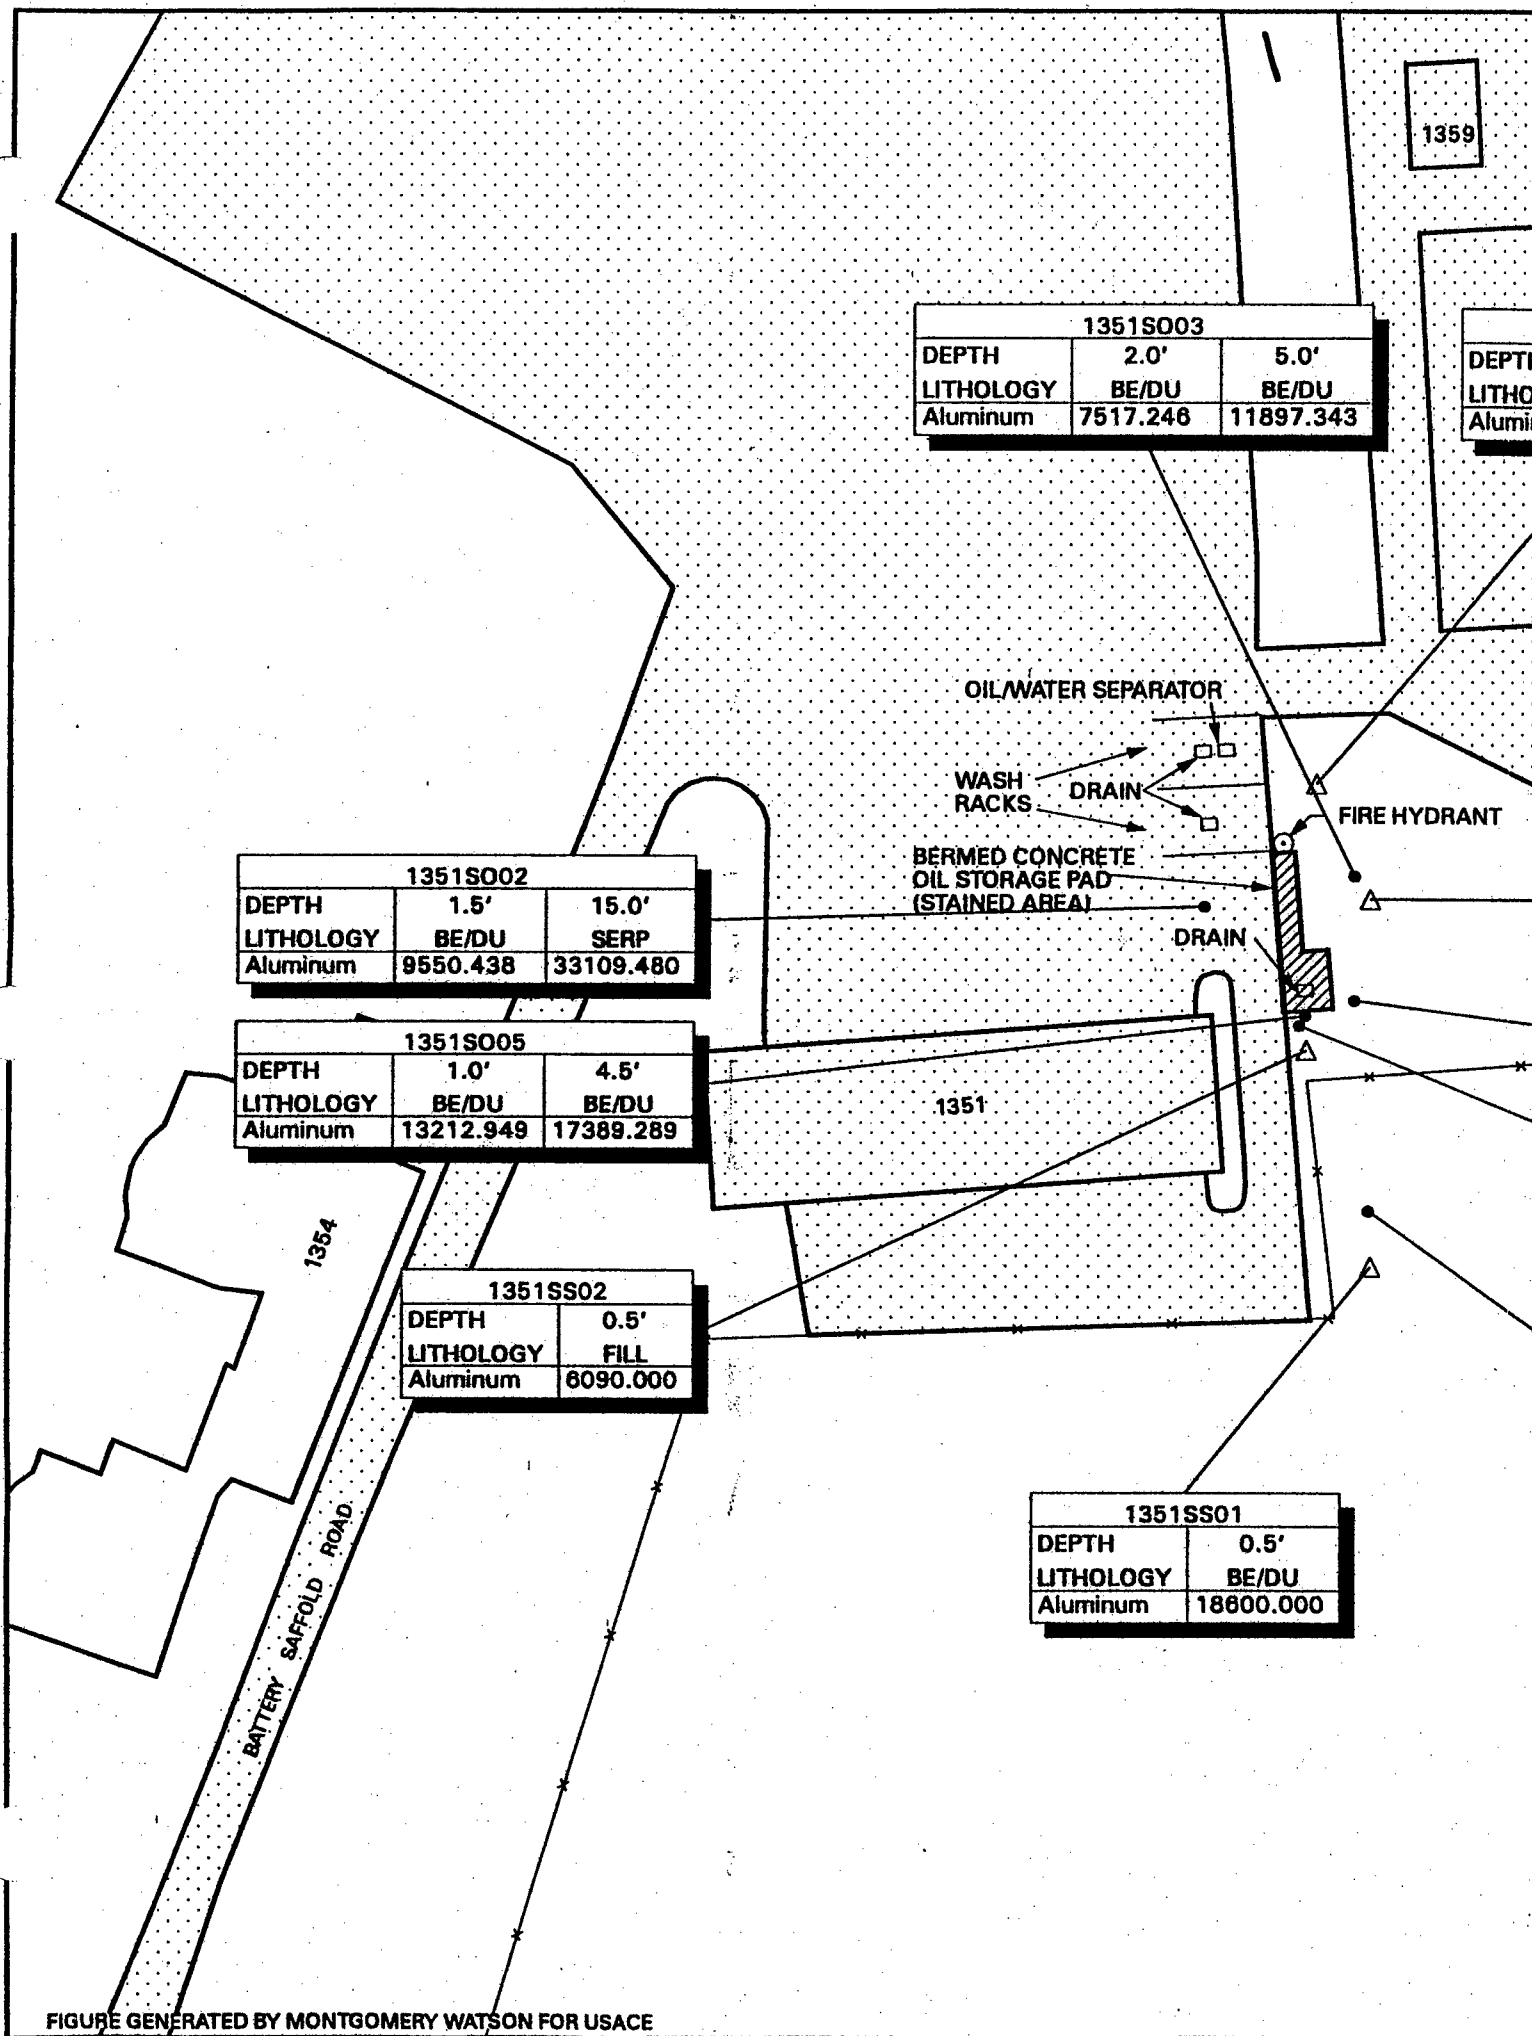 1359
1351SO03
DEPTH 2.0' 5.0'
LITHOLOGY BE/DU BE/DU
Aluminum 7517.246 11897.343
DEPTH
LITHO
Alumi
OIL/WATER SEPARATOR
WASH
RACKS
DRAIN
FIRE HYDRANT
BERMED CONCRETE
OIL STORAGE PAD
(STAINED AREA)
DRAIN
1351SO02
DEPTH 1.5' 15.0'
LITHOLOGY BE/DU SERP
Aluminum 9550.438 33109.480
1351SO05
DEPTH 1.0' 4.5'
LITHOLOGY BE/DU BE/DU
Aluminum 13212.949 17389.289
1351
1354
1351SS02
DEPTH 0.5'
LITHOLOGY FILL
Aluminum 6090.000
1351SS01
DEPTH 0.5'
LITHOLOGY BE/DU
Aluminum 18600.000
BATTERY SAFFOLD ROAD
FIGURE GENERATED BY MONTGOMERY WATSON FOR USACE